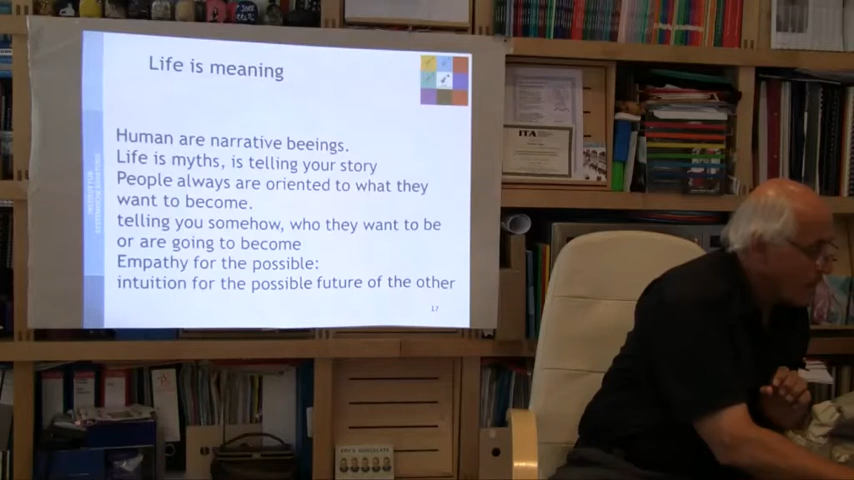 Life is meaning
Human are narrative beeings.
Life is myths, is telling your story
People always are oriented to what they
want to become.
telling you somehow, who they want to be
or are going to become
Empathy for the possible:
intuition for the possible future of the other
17
ITA